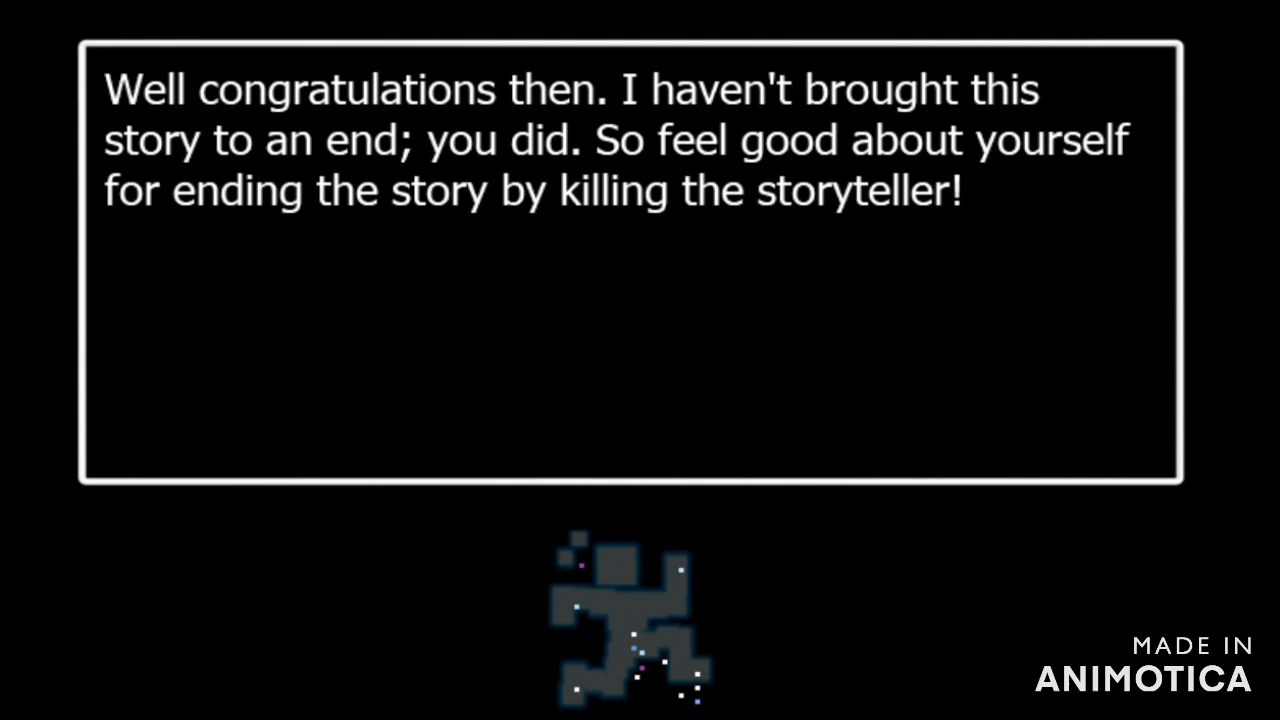 Well congratulations then. I haven't brought this
story to an end; you did. So feel good about yourself
for ending the story by killing the storyteller!
MADE IN
ANIMOTICA